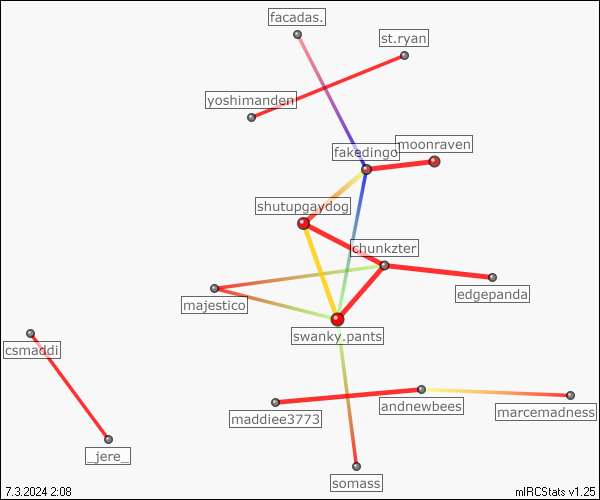 facadas.
st.ryan
yoshimanden
moonraven
fakedingo
shutupgaydog
chunkzter
edgepanda
majestico
swanky.pants
csmaddi
andnewbees
marcemadness
maddiee3773
_jere_
somass
7.3.2024 2:08
mIRCStats v1.25